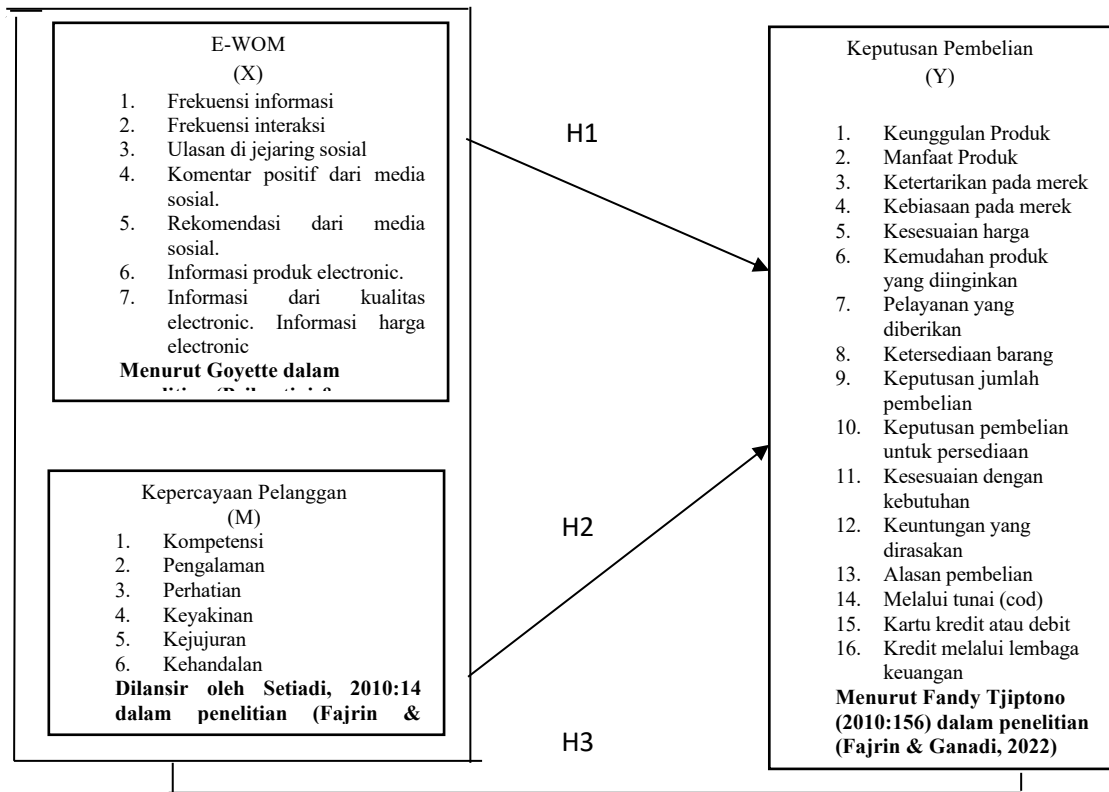 E-WOM
(X)
1. Frekuensi informasi
2. Frekuensi interaksi
3. Ulasan di jejaring sosial
4. Komentar positif dari media
sosial.
5. Rekomendasi dari media
sosial.
6. Informasi produk electronic.
7. Informasi dari kualitas
electronic. Informasi harga
electronic
Menurut Goyette dalam
Kepercayaan Pelanggan
(M)
1. Kompetensi
2. Pengalaman
3. Perhatian
4. Keyakinan
5. Kejujuran
6. Kehandalan
Dilansir oleh Setiadi, 2010:14
dalam penelitian (Fajrin &
H1
H2
H3
Keputusan Pembelian
(Y)
1. Keunggulan Produk
2. Manfaat Produk
3. Ketertarikan pada merek
4. Kebiasaan pada merek
5. Kesesuaian harga
6. Kemudahan produk
yang diinginkan
7. Pelayanan yang
diberikan
8. Ketersediaan barang
9. Keputusan jumlah
pembelian
10. Keputusan pembelian
untuk persediaan
11. Kesesuaian dengan
kebutuhan
12. Keuntungan yang
dirasakan
13. Alasan pembelian
14. Melalui tunai (cod)
15. Kartu kredit atau debit
16. Kredit melalui lembaga
keuangan
Menurut Fandy Tjiptono
(2010:156) dalam penelitian
(Fajrin & Ganadi, 2022)